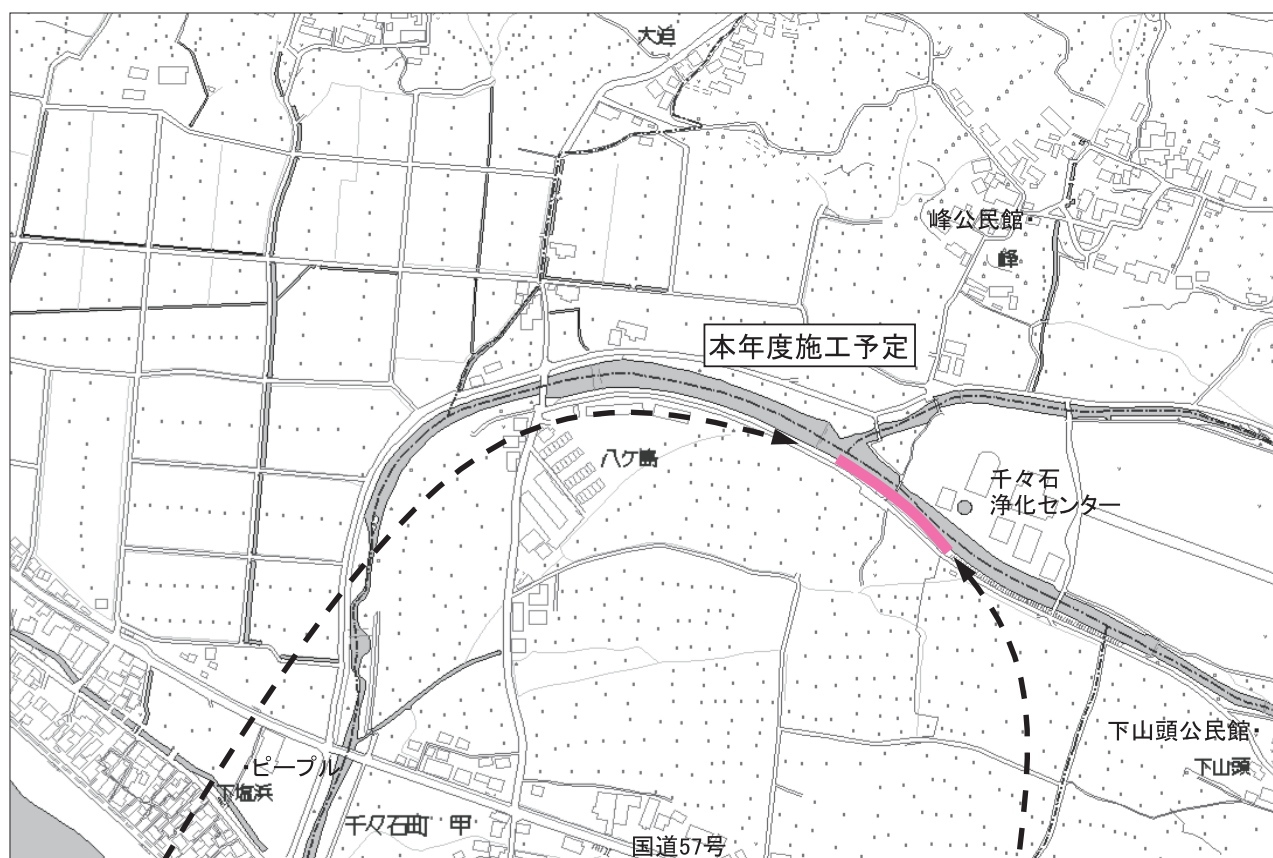 大迫
峰公民館
峰
本年度施工予定
八ケ島
千々石
浄化センター
下山頭公民館
下山頭
ピープル
下塩浜
千々石町 甲
国道57号